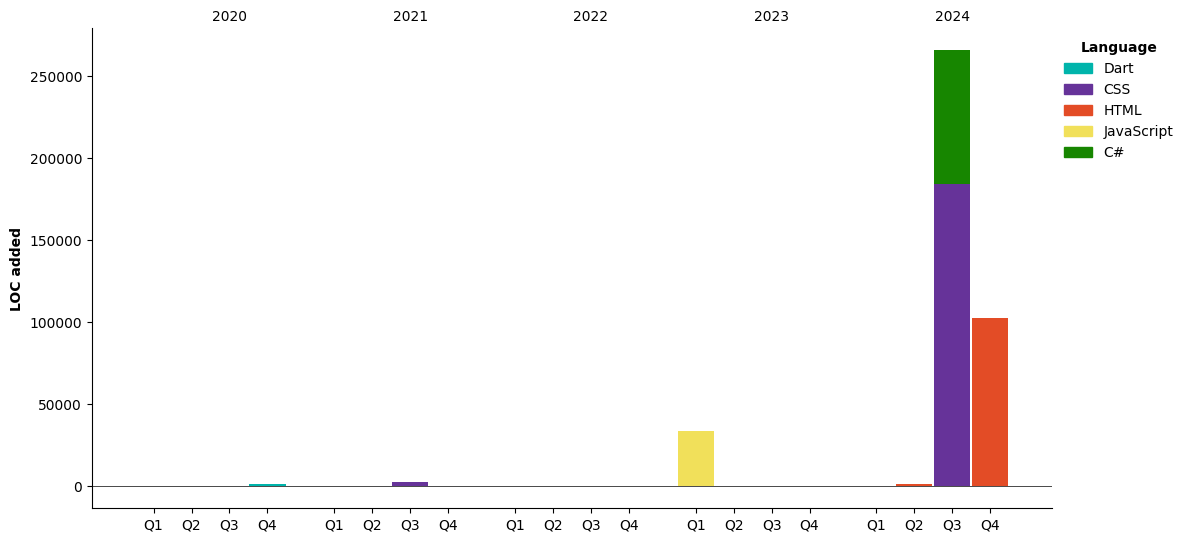 2020 2021 2022 2023 2024
Language
Dart
CSS
HTML
JavaScript
C#
LOC added
250000
200000
150000
100000
50000
0
Q1 Q2 Q3 Q4 Q1 Q2 Q3 Q4 Q1 Q2 Q3 Q4 Q1 Q2 Q3 Q4 Q1 Q2 Q3 Q4